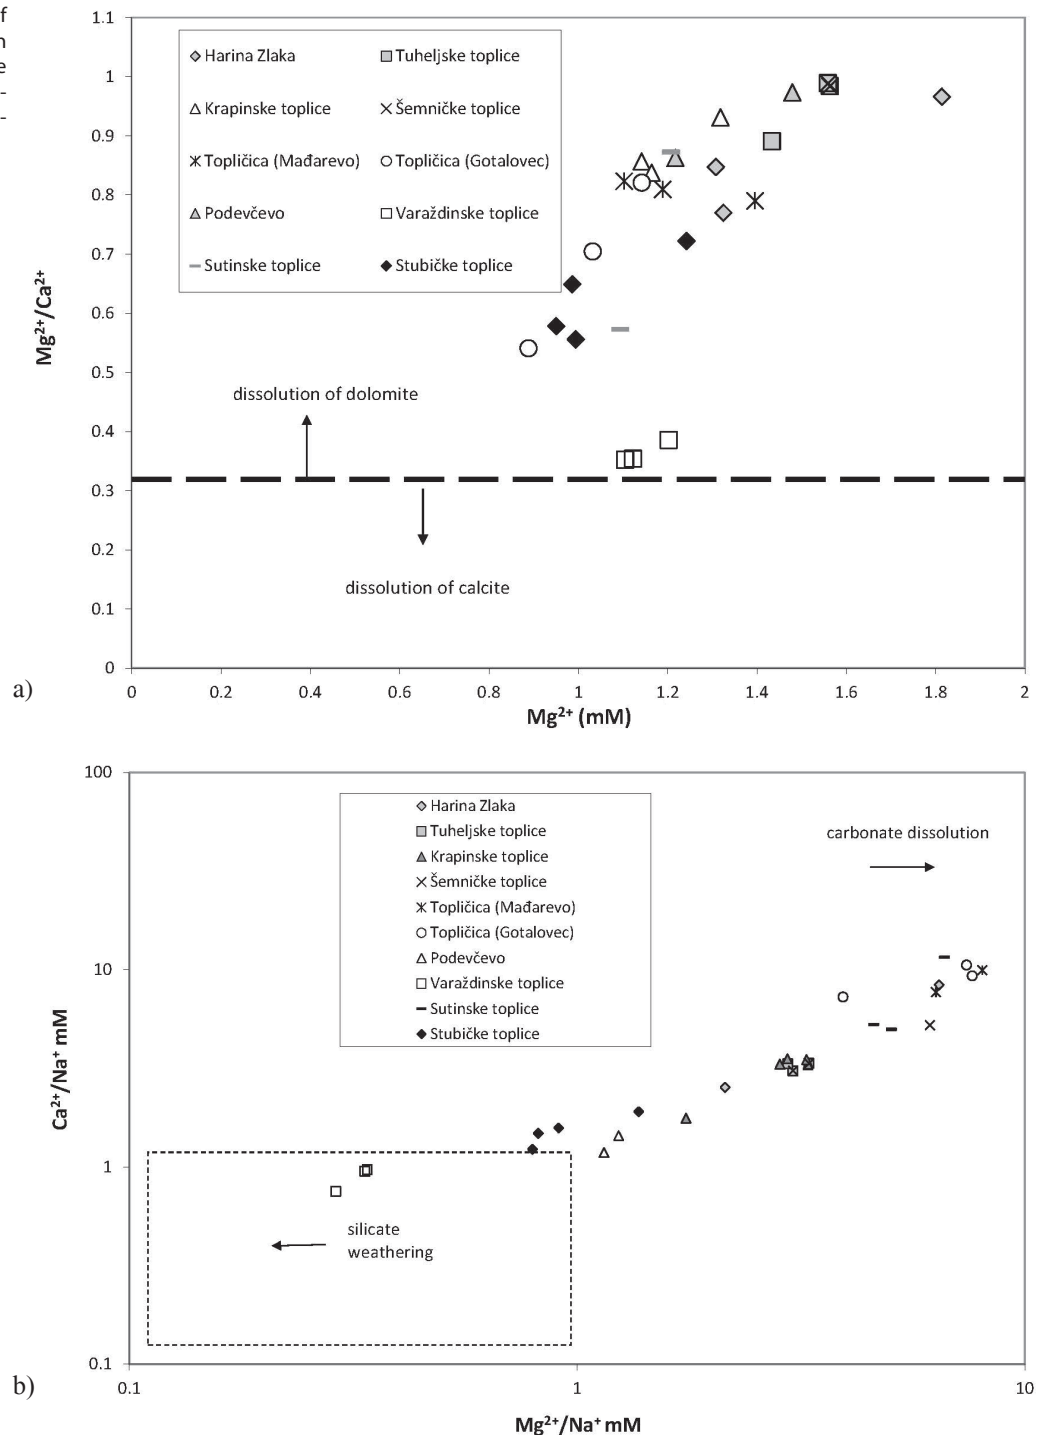 f
n
e
-
-
1.1
1
0.9
0.8
0.7
0.6
0.5
0.4
0.3
0.2
0.1
0
Mg²⁺/Ca²⁺
Harina Zlaka
Tuheljske toplice
Krapinske toplice
Šemničke toplice
Topličica (Mađarevo)
Topličica (Gotalovec)
Podevčevo
Varaždinske toplice
Sutinske toplice
Stubičke toplice
dissolution of dolomite
dissolution of calcite
a)
0 0.2 0.4 0.6 0.8 1 1.2 1.4 1.6 1.8 2
Mg²⁺ (mM)
100
10
1
0.1
Ca²⁺/Na⁺ mM
Harina Zlaka
Tuheljske toplice
Krapinske toplice
Šemničke toplice
Topličica (Mađarevo)
Topličica (Gotalovec)
Podevčevo
Varaždinske toplice
Sutinske toplice
Stubičke toplice
carbonate dissolution
silicate
weathering
b)
0.1 1 10
Mg²⁺/Na⁺ mM